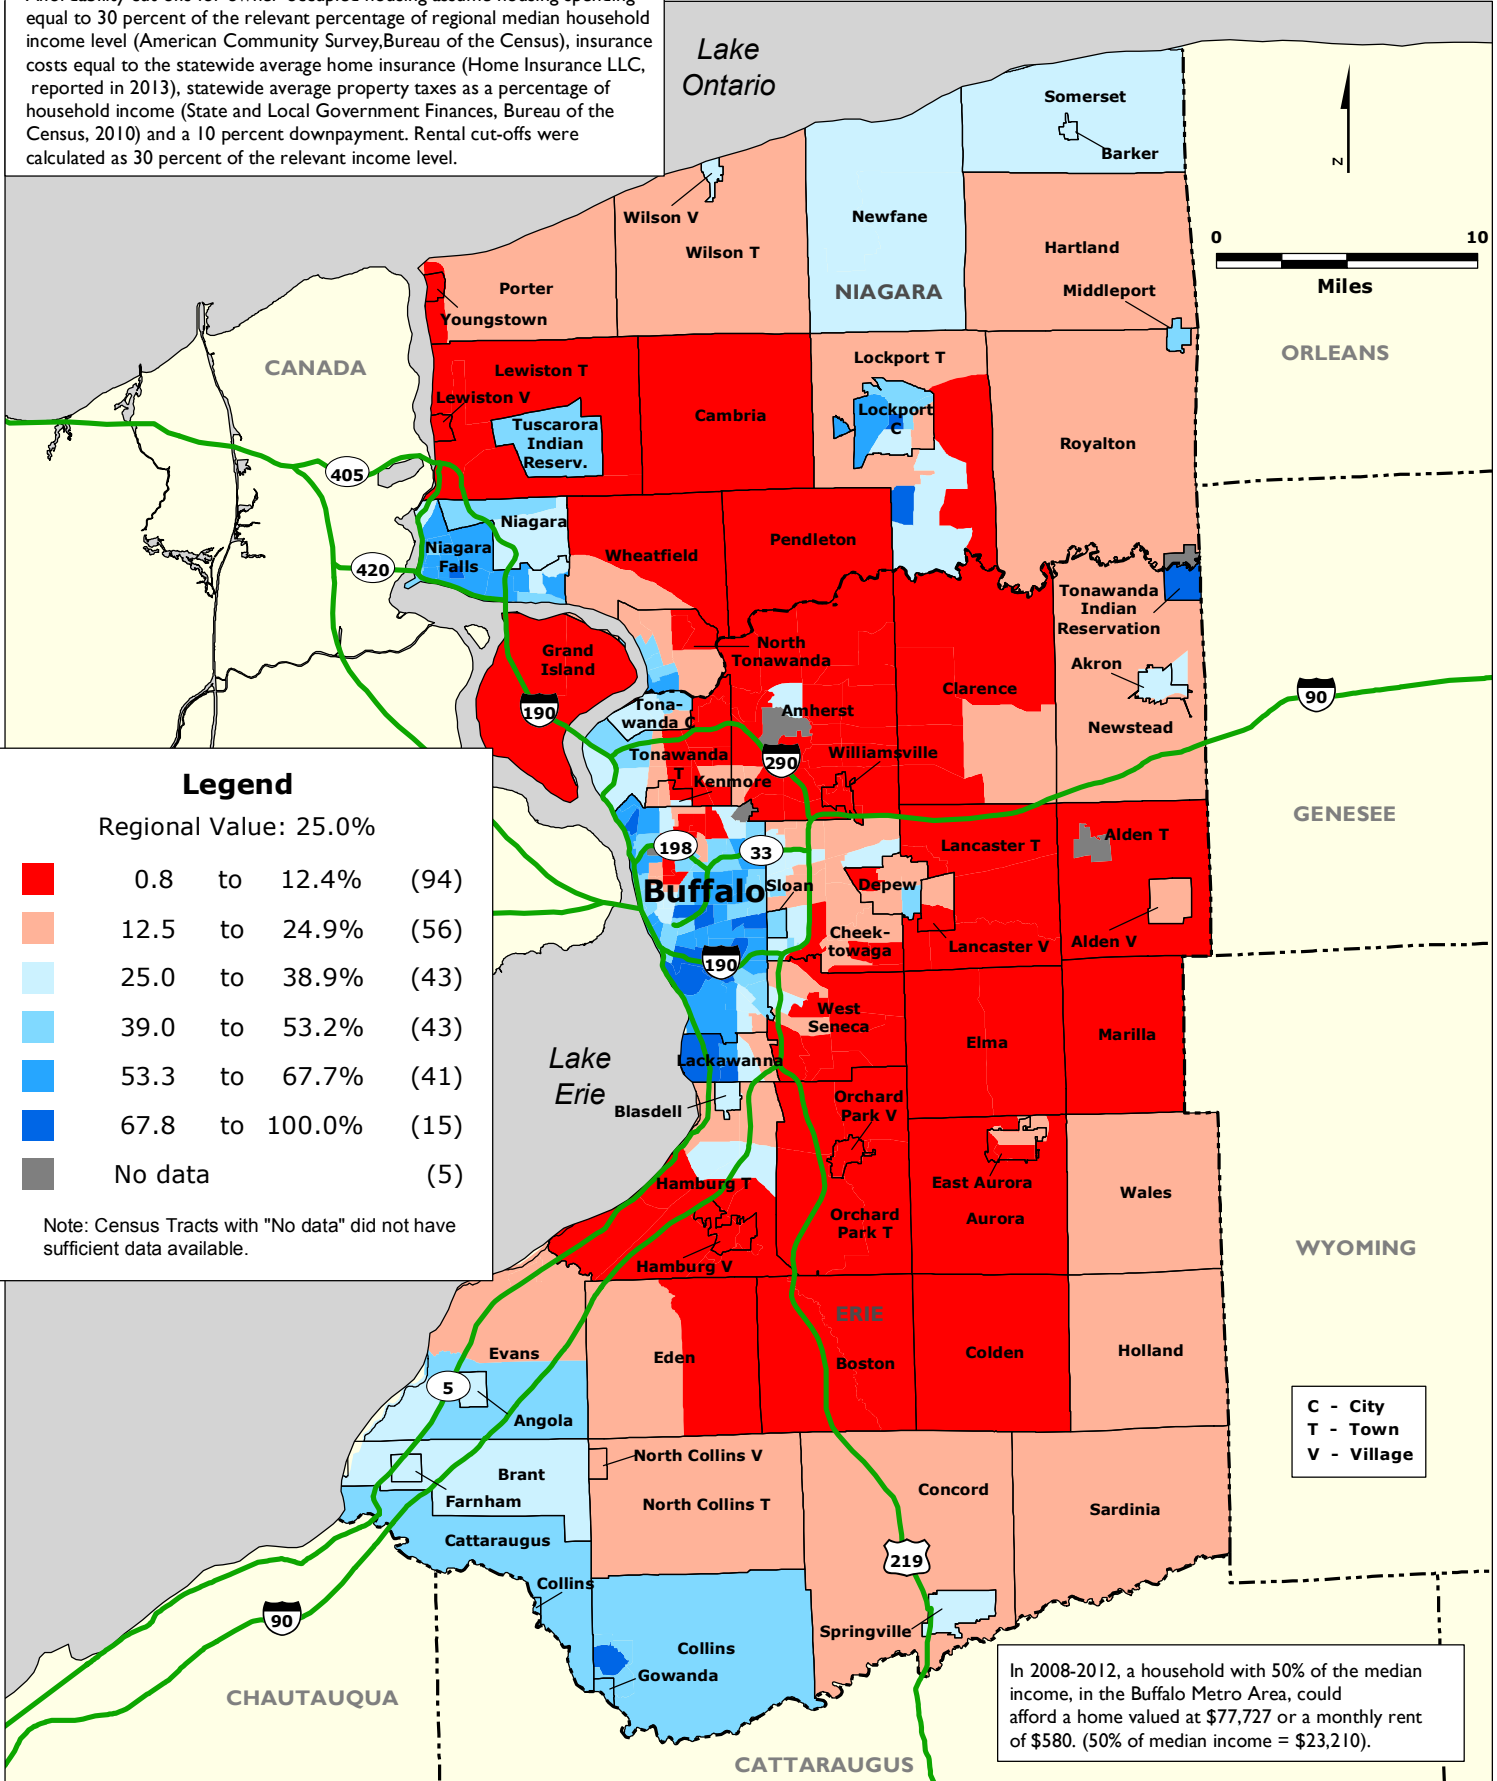 equal to 30 percent of the relevant percentage of regional median household
income level (American Community Survey,Bureau of the Census), insurance
costs equal to the statewide average home insurance (Home Insurance LLC,
reported in 2013), statewide average property taxes as a percentage of
household income (State and Local Government Finances, Bureau of the
Census, 2010) and a 10 percent downpayment. Rental cut-offs were
calculated as 30 percent of the relevant income level.
Lake
Ontario
Somerset
Barker
N
Wilson V
Newfane
Wilson T
Hartland
0 10
Miles
Porter
NIAGARA
Middleport
Youngstown
CANADA
Lewiston T
Lockport T
ORLEANS
Lewiston V
Cambria
Lockport
C
Tuscarora
Indian
Reserv.
Royalton
405
Niagara
Niagara
Falls
Wheatfield
Pendleton
420
Tonawanda
Indian
Reservation
North
Tonawanda
Grand
Island
Akron
Clarence
90
190
Tona-
wanda C
Amherst
Newstead
Tonawanda
T
290
Williamsville
Kenmore
Legend
Regional Value: 25.0%
0.8 to 12.4% (94)
12.5 to 24.9% (56)
25.0 to 38.9% (43)
39.0 to 53.2% (43)
53.3 to 67.7% (41)
67.8 to 100.0% (15)
No data (5)
Note: Census Tracts with "No data" did not have
sufficient data available.
GENESEE
198
33
Lancaster T
Alden T
Buffalo
Sloan
Depew
Cheek-
towaga
Lancaster V
Alden V
190
West
Seneca
Elma
Marilla
Lake
Erie
Lackawanna
Blasdell
Orchard
Park V
Hamburg T
East Aurora
Wales
Orchard
Park T
Aurora
WYOMING
Hamburg V
ERIE
Evans
Eden
Boston
Colden
Holland
5
Angola
C - City
T - Town
V - Village
North Collins V
Brant
Farnham
North Collins T
Concord
Sardinia
Cattaraugus
219
Collins
90
Springville
Collins
Gowanda
CHAUTAUQUA
In 2008-2012, a household with 50% of the median
income, in the Buffalo Metro Area, could
afford a home valued at $77,727 or a monthly rent
of $580. (50% of median income = $23,210).
CATTARAUGUS